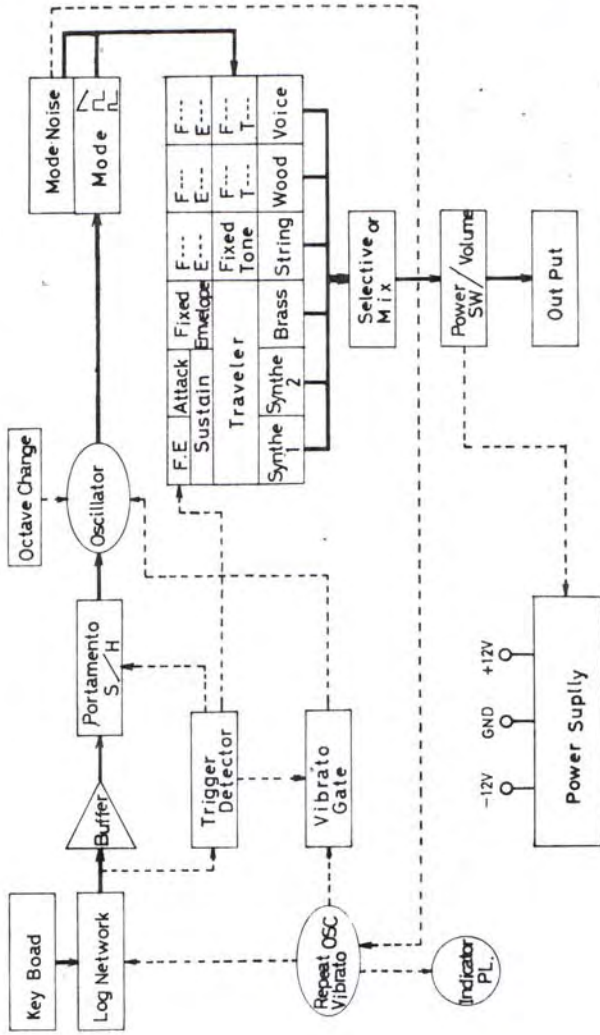 Key Boad
Log Network
Buffer
Portamento
S/H
Octave Change
Oscillator
Mode·Noise
Mode
Trigger
Detector
Vibrato
Gate
Repeat OSC
Vibrato
Indicator
PL.
F.E
Attack
Sustain
Fixed
Envelope
F---
E---
F---
E---
F---
E---
Traveler
Fixed
Tone
F---
T---
F---
T---
Synthe
1
Synthe
2
Brass
String
Wood
Voice
Selective or
Mix
Power
SW/Volume
Out Put
-12V
GND
+12V
Power Suplly